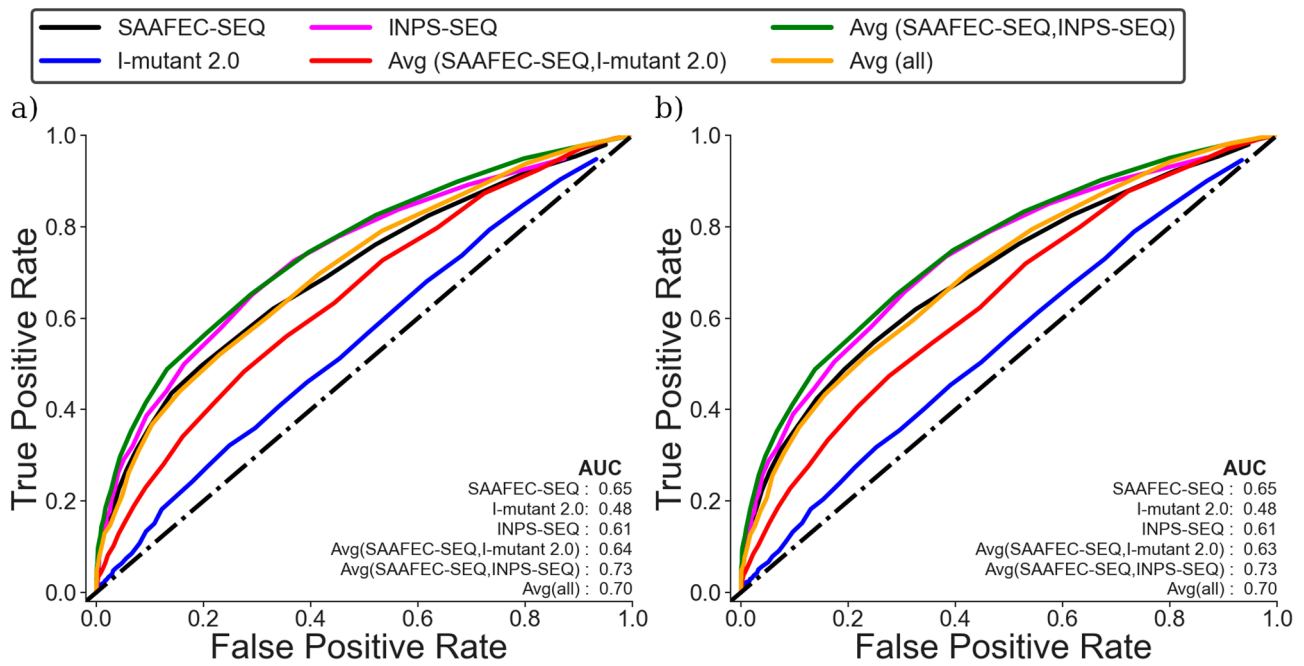 SAAFEC-SEQ INPS-SEQ Avg (SAAFEC-SEQ,INPS-SEQ)
I-mutant 2.0 Avg (SAAFEC-SEQ,I-mutant 2.0) Avg (all)
a)
1.0
0.8
0.6
0.4
0.2
0.0
True Positive Rate
AUC
SAAFEC-SEQ : 0.65
I-mutant 2.0: 0.48
INPS-SEQ : 0.61
Avg(SAAFEC-SEQ,I-mutant 2.0) : 0.64
Avg(SAAFEC-SEQ,INPS-SEQ) : 0.73
Avg(all) : 0.70
0.0 0.2 0.4 0.6 0.8 1.0
False Positive Rate
b)
1.0
0.8
0.6
0.4
0.2
0.0
True Positive Rate
AUC
SAAFEC-SEQ : 0.65
I-mutant 2.0: 0.48
INPS-SEQ : 0.61
Avg(SAAFEC-SEQ,I-mutant 2.0) : 0.63
Avg(SAAFEC-SEQ,INPS-SEQ) : 0.73
Avg(all) : 0.70
0.0 0.2 0.4 0.6 0.8 1.0
False Positive Rate